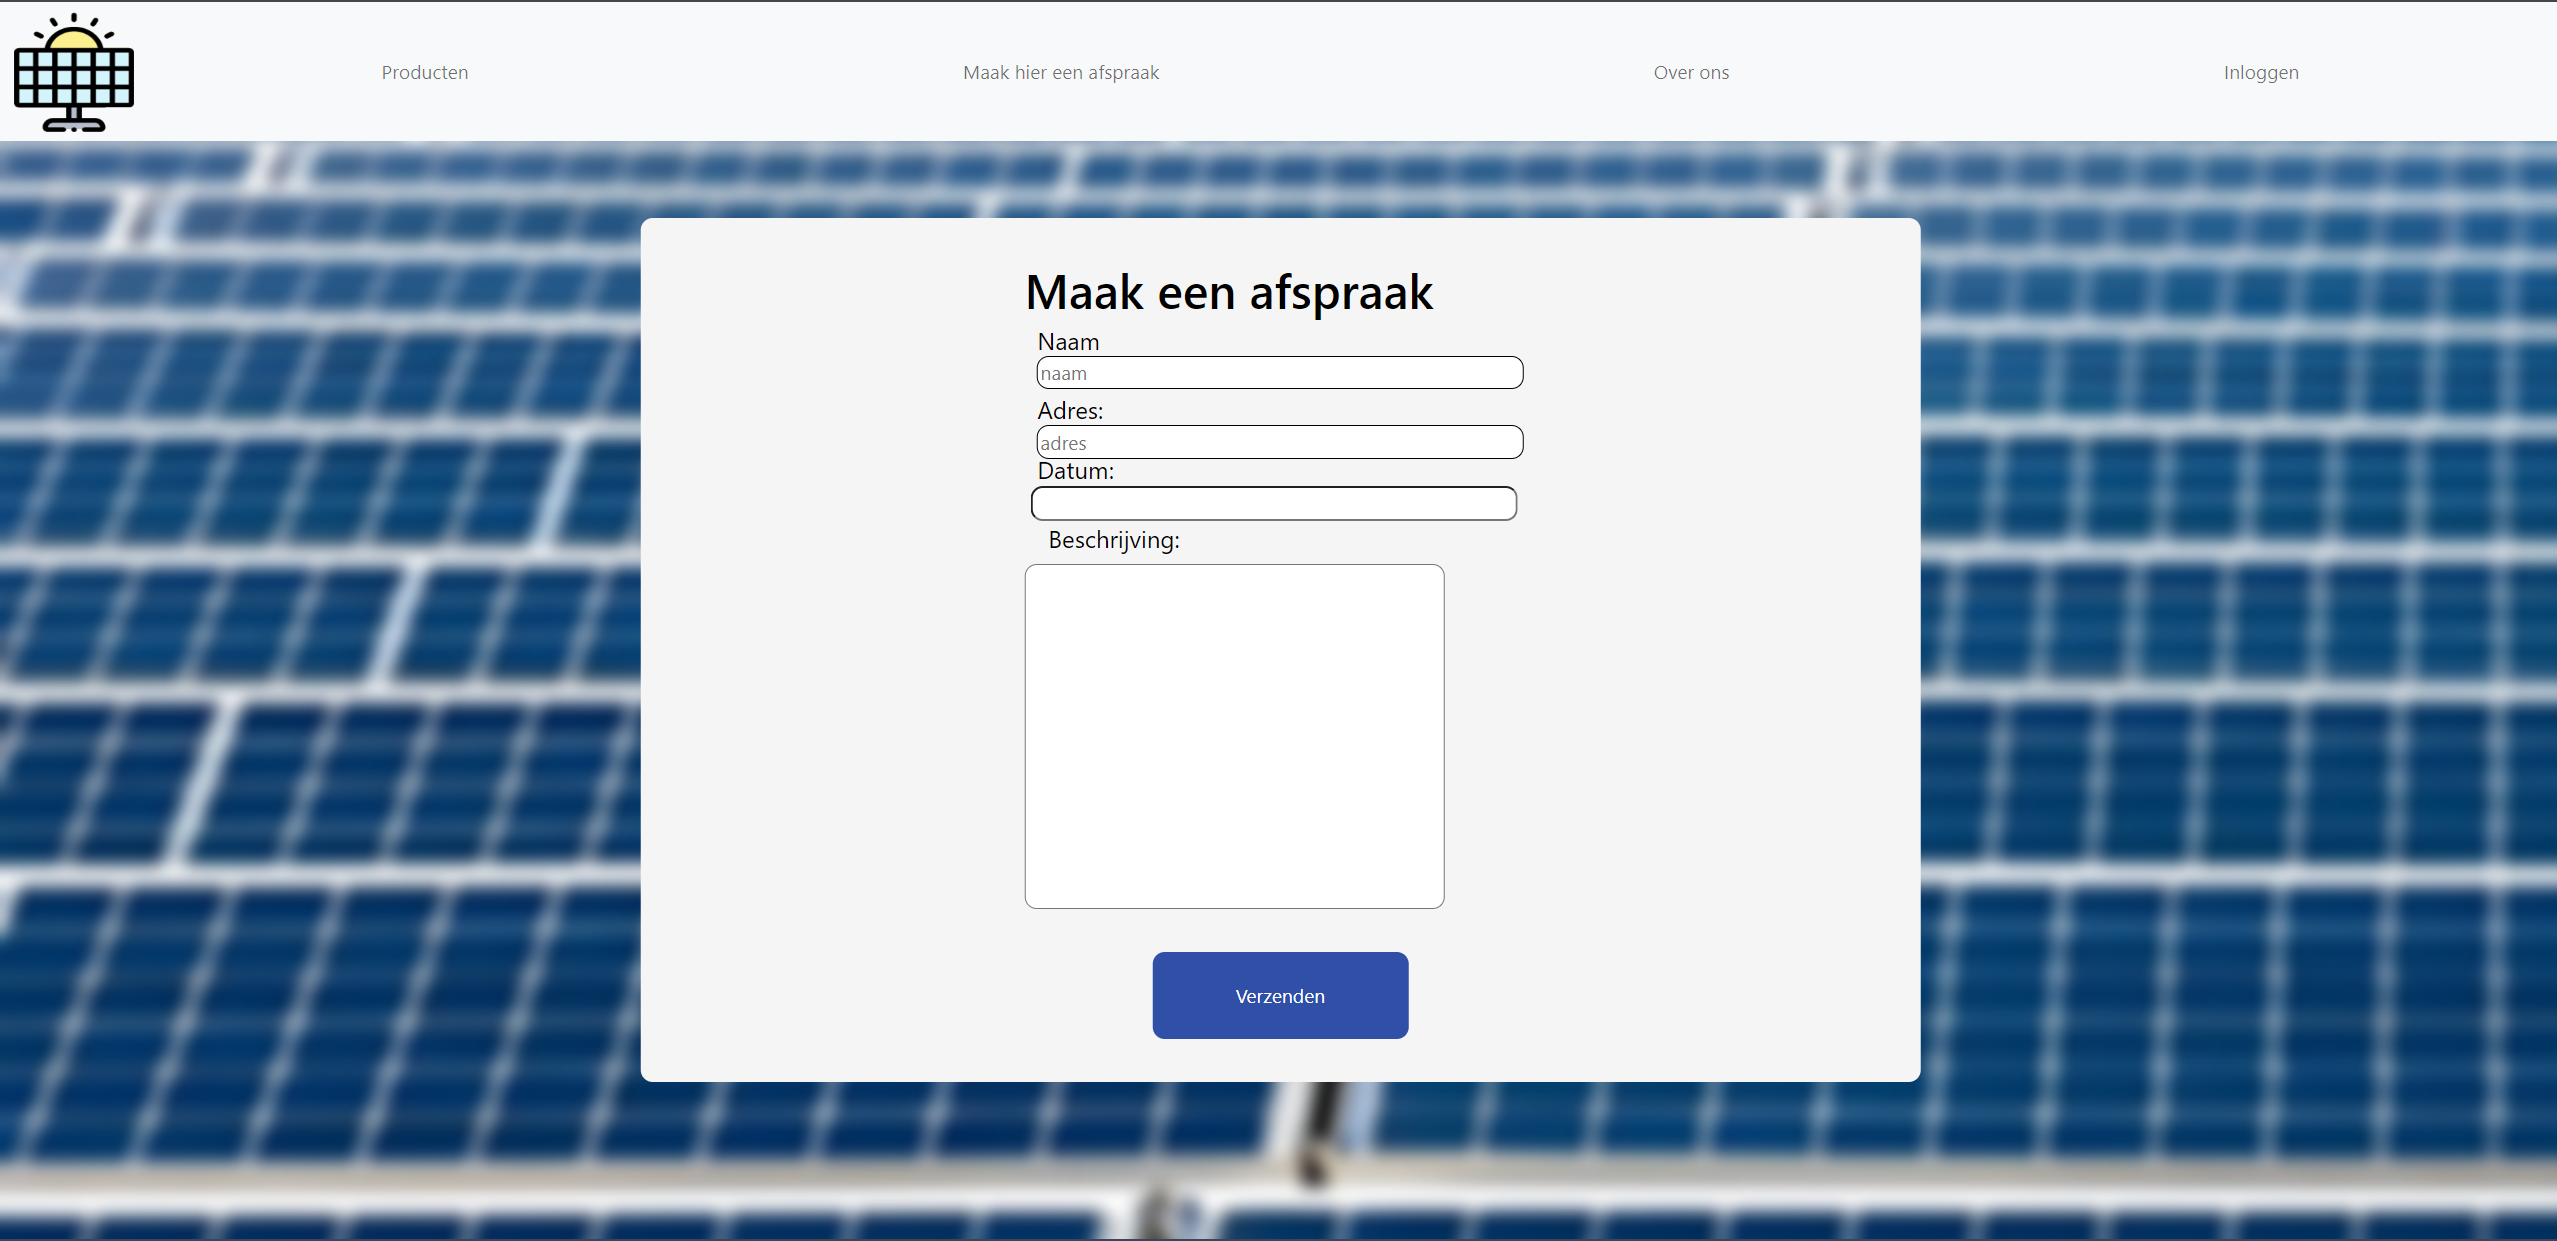 Producten
Maak hier een afspraak
Over ons
Inloggen
Maak een afspraak
Naam
naam
Adres:
adres
Datum:
Beschrijving:
Verzenden